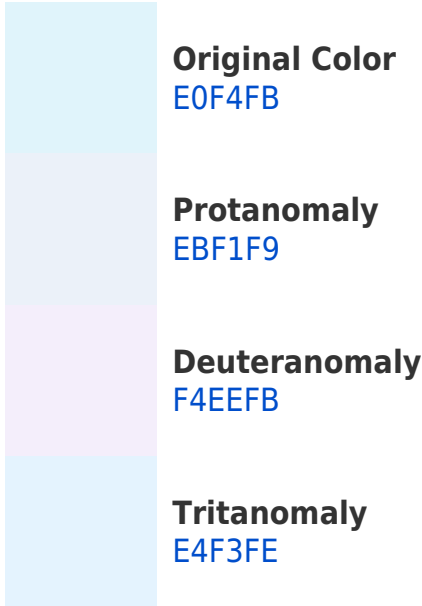 Original Color
E0F4FB
Protanomaly
EBF1F9
Deuteranomaly
F4EEFB
Tritanomaly
E4F3FE